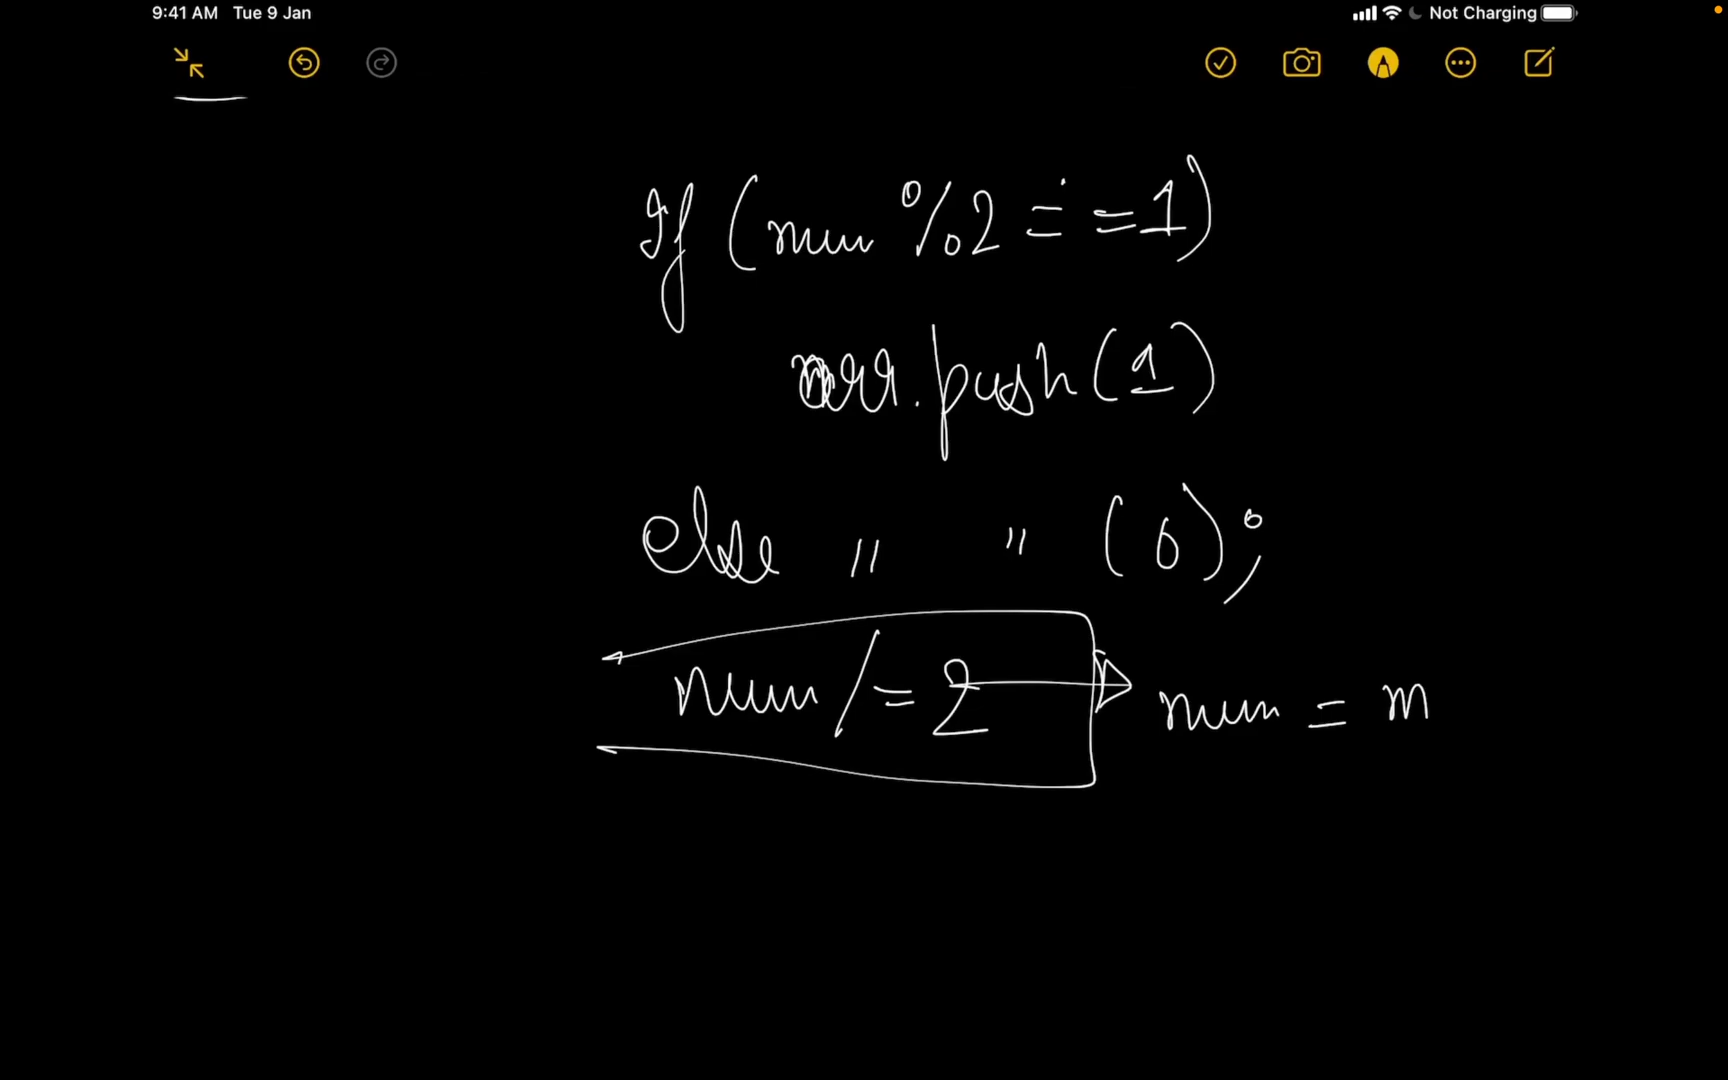 9:41 AM Tue 9 Jan Not Charging
If (num %2 = =1)
arr.push(1)
else " " (0);
num /= 2 num = m